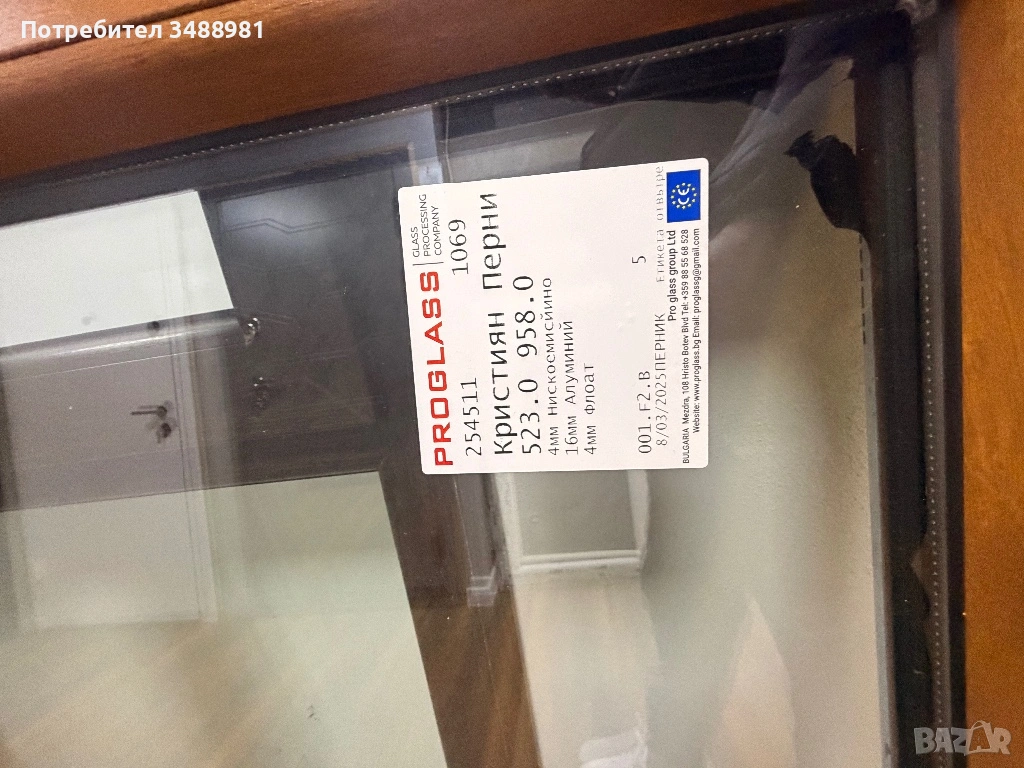 Потребител 3488981
PROGLASS
GLASS
PROCESSING
COMPANY
254511 1069
Кристиян Перни
523.0 958.0
4мм Нискоемисийно
16мм Алуминий
4мм Флоат
001.F2.B 5
8/03/2025ПЕРНИК Етикета отвътре
Pro glass group Ltd
BULGARIA Mezdra, 108 Hristo Botev Blvd Tel: +359 88 55 68 528
Website: www.proglass.bg Email: proglassg@gmail.com
CE
BAZAR